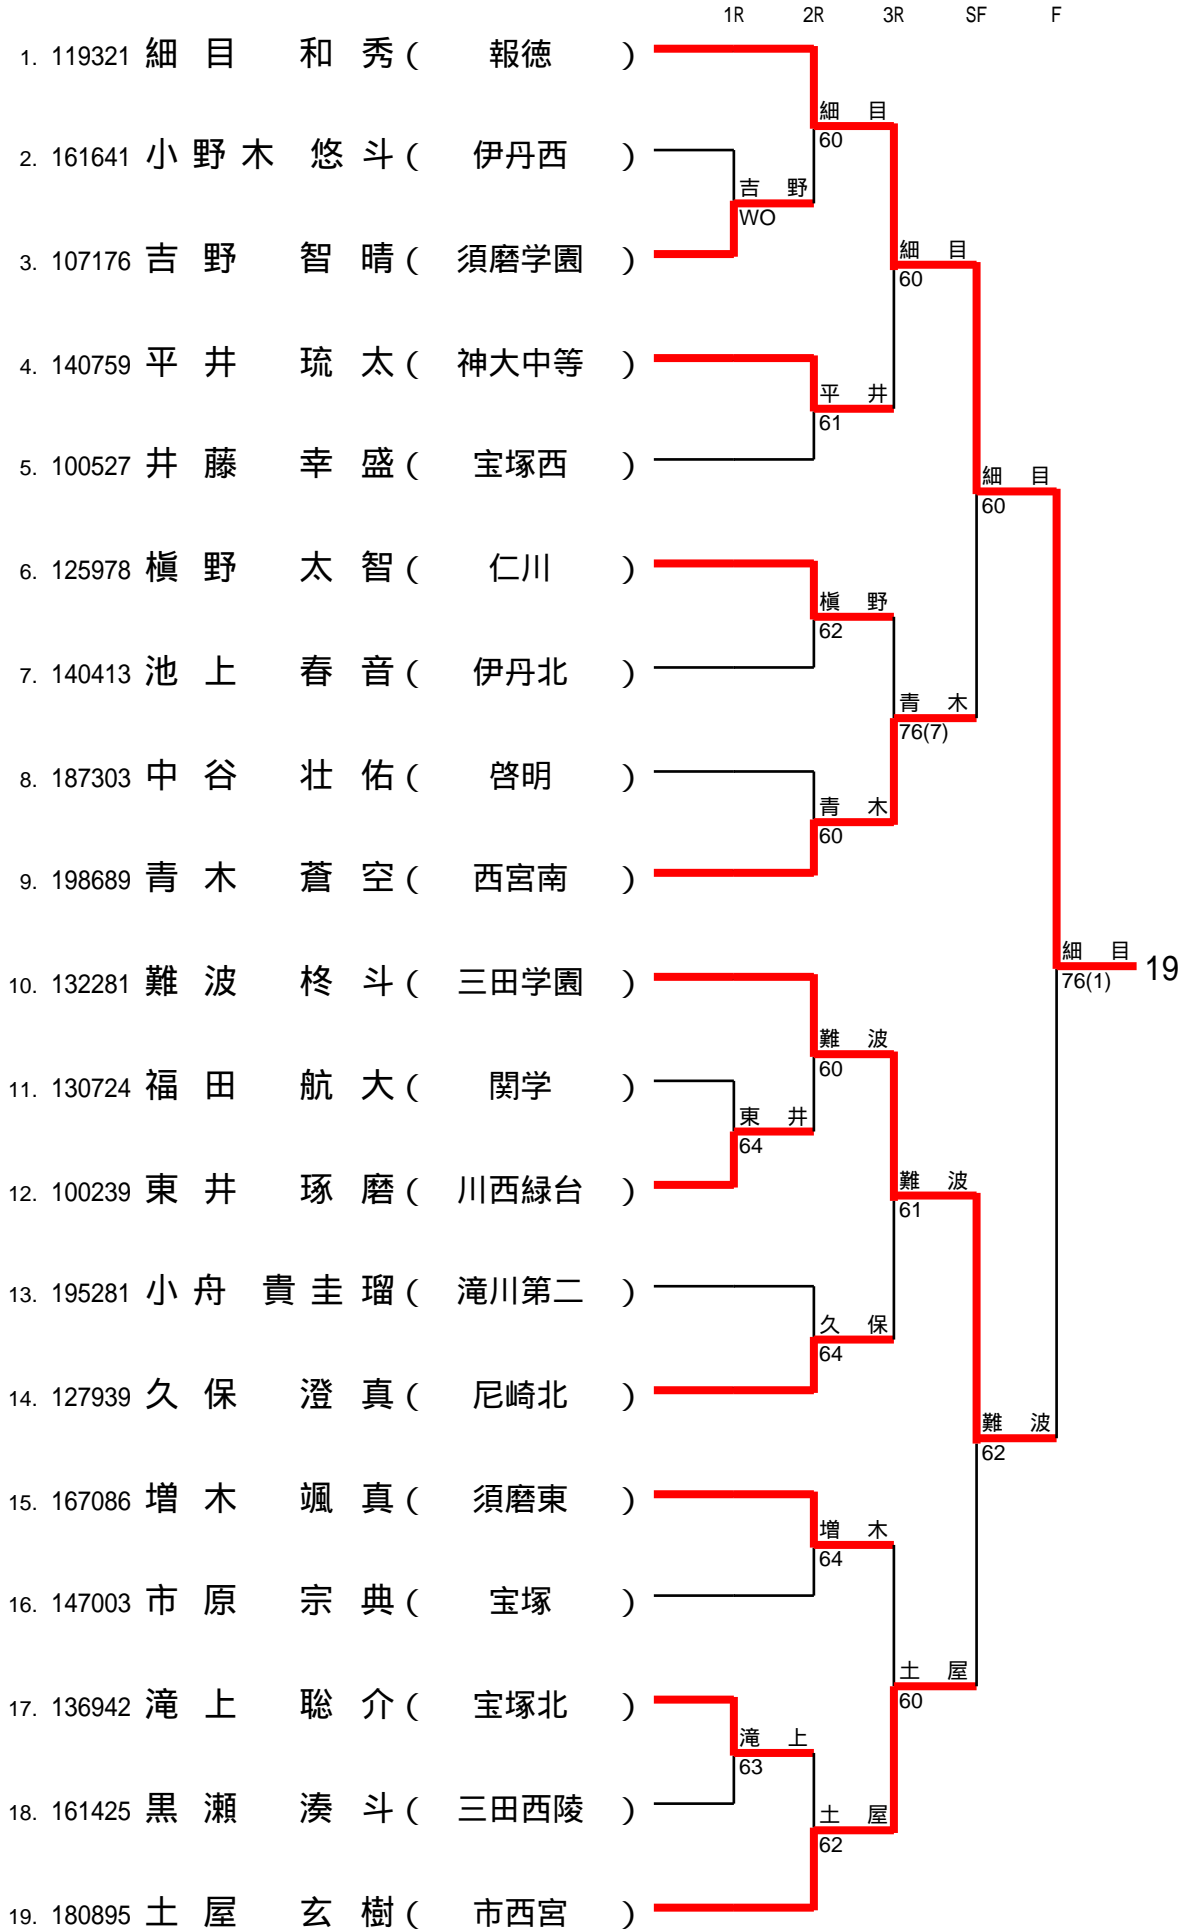 1R 2R 3R SF F
1. 119321 細目 和秀 ( 報徳 )
細目
60
2. 161641 小野木 悠斗 ( 伊丹西 )
吉野
WO
3. 107176 吉野 智晴 ( 須磨学園 )
細目
60
4. 140759 平井 琉太 ( 神大中等 )
平井
61
5. 100527 井藤 幸盛 ( 宝塚西 )
細目
60
6. 125978 槇野 太智 ( 仁川 )
槇野
62
7. 140413 池上 春音 ( 伊丹北 )
青木
76(7)
8. 187303 中谷 壮佑 ( 啓明 )
青木
60
9. 198689 青木 蒼空 ( 西宮南 )
細目 19
76(1)
10. 132281 難波 柊斗 ( 三田学園 )
難波
60
11. 130724 福田 航大 ( 関学 )
東井
64
12. 100239 東井 琢磨 ( 川西緑台 )
難波
61
13. 195281 小舟 貴圭瑠 ( 滝川第二 )
久保
64
14. 127939 久保 澄真 ( 尼崎北 )
難波
62
15. 167086 増木 颯真 ( 須磨東 )
増木
64
16. 147003 市原 宗典 ( 宝塚 )
土屋
60
17. 136942 滝上 聡介 ( 宝塚北 )
滝上
63
18. 161425 黒瀬 湊斗 ( 三田西陵 )
土屋
62
19. 180895 土屋 玄樹 ( 市西宮 )